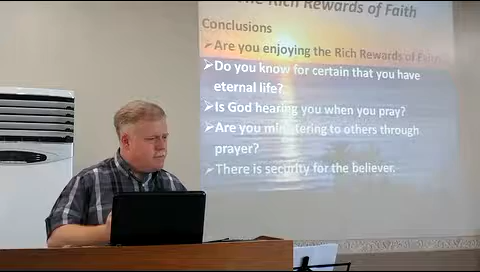 The Rich Rewards of Faith
Conclusions
➢Are you enjoying the Rich Rewards of Faith
➢Do you know for certain that you have
eternal life?
➢Is God hearing you when you pray?
➢Are you ministering to others through
prayer?
➢There is security for the believer.